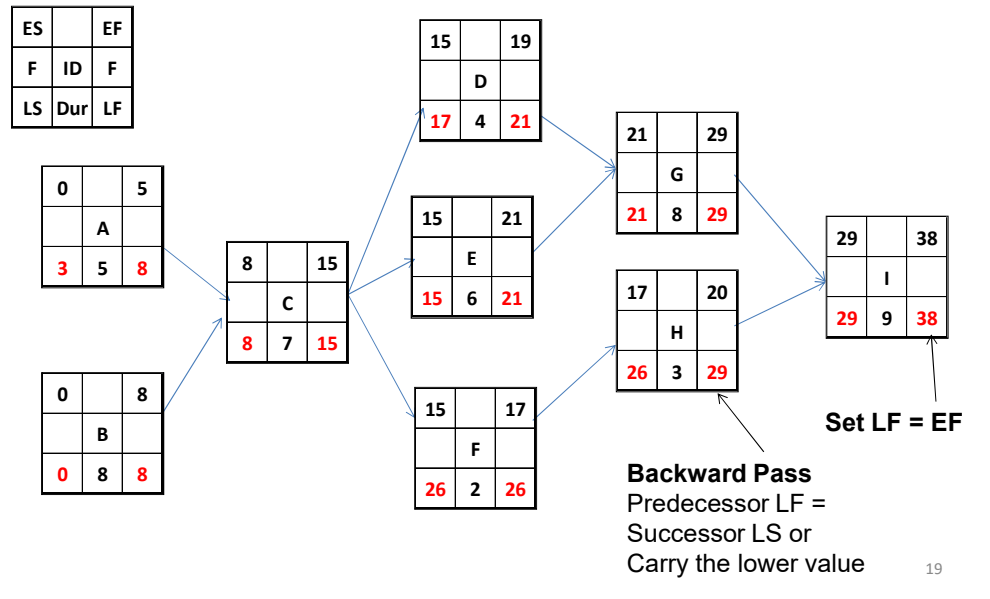 ES EF
F ID F
LS Dur LF
0 5
A
3 5 8
0 8
B
0 8 8
8 15
C
8 7 15
15 19
D
17 4 21
15 21
E
15 6 21
15 17
F
26 2 26
21 29
G
21 8 29
17 20
H
26 3 29
29 38
I
29 9 38
Set LF = EF
Backward Pass
Predecessor LF =
Successor LS or
Carry the lower value
19